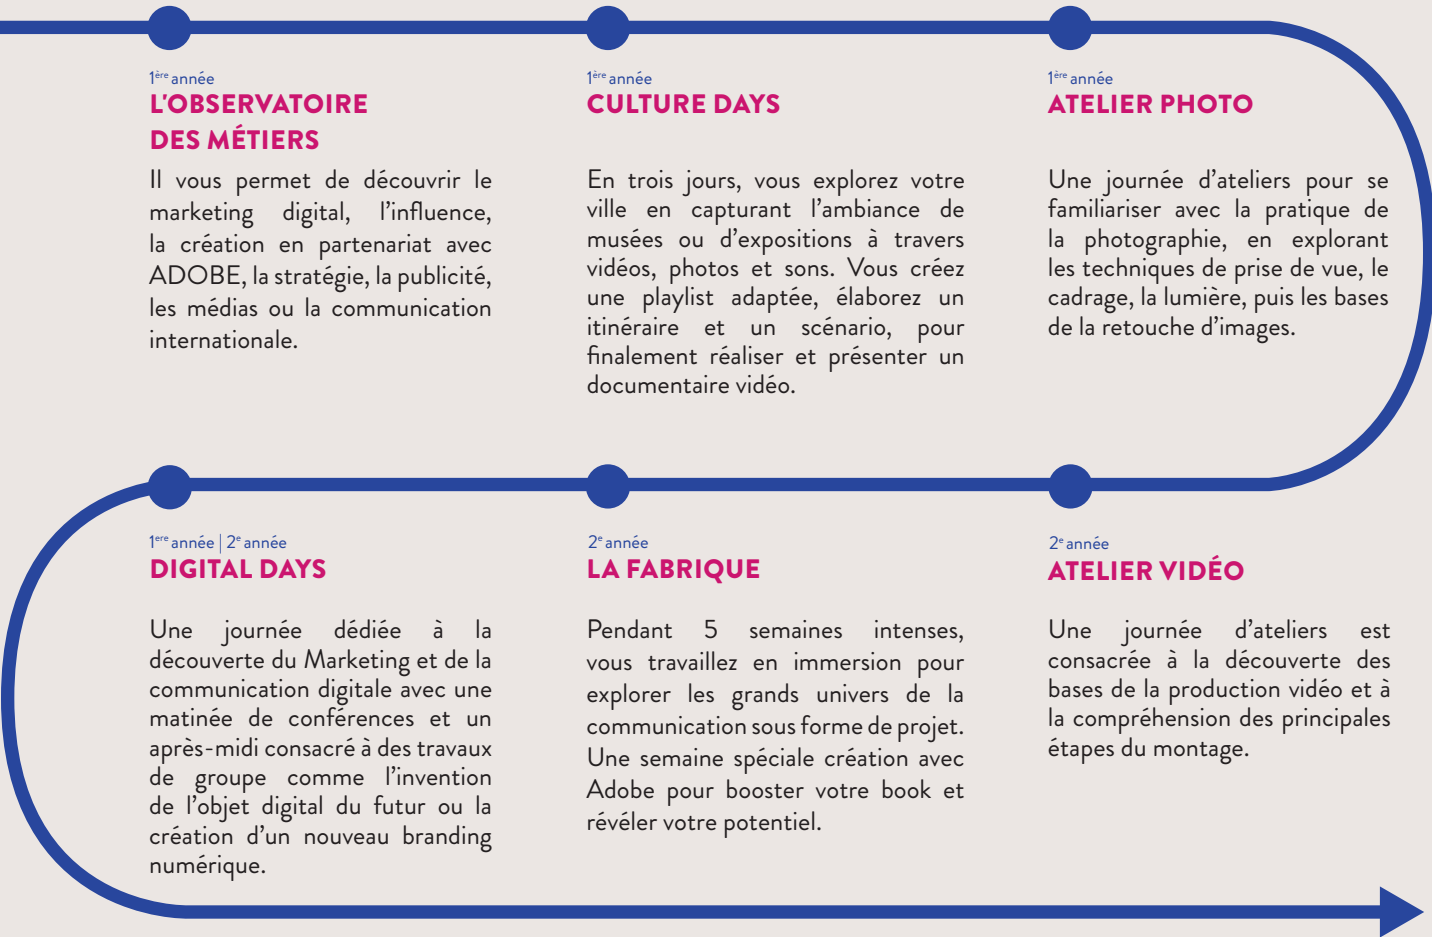 1ère année
L'OBSERVATOIRE
DES MÉTIERS
Il vous permet de découvrir le
marketing digital, l’influence,
la création en partenariat avec
ADOBE, la stratégie, la publicité,
les médias ou la communication
internationale.
1ère année
CULTURE DAYS
En trois jours, vous explorez votre
ville en capturant l’ambiance de
musées ou d’expositions à travers
vidéos, photos et sons. Vous créez
une playlist adaptée, élaborez un
itinéraire et un scénario, pour
finalement réaliser et présenter un
documentaire vidéo.
1ère année
ATELIER PHOTO
Une journée d’ateliers pour se
familiariser avec la pratique de
la photographie, en explorant
les techniques de prise de vue, le
cadrage, la lumière, puis les bases
de la retouche d’images.
1ere année | 2e année
DIGITAL DAYS
Une journée dédiée à la
découverte du Marketing et de la
communication digitale avec une
matinée de conférences et un
après-midi consacré à des travaux
de groupe comme l’invention
de l’objet digital du futur ou la
création d’un nouveau branding
numérique.
2e année
LA FABRIQUE
Pendant 5 semaines intenses,
vous travaillez en immersion pour
explorer les grands univers de la
communication sous forme de projet.
Une semaine spéciale création avec
Adobe pour booster votre book et
révéler votre potentiel.
2e année
ATELIER VIDÉO
Une journée d’ateliers est
consacrée à la découverte des
bases de la production vidéo et à
la compréhension des principales
étapes du montage.